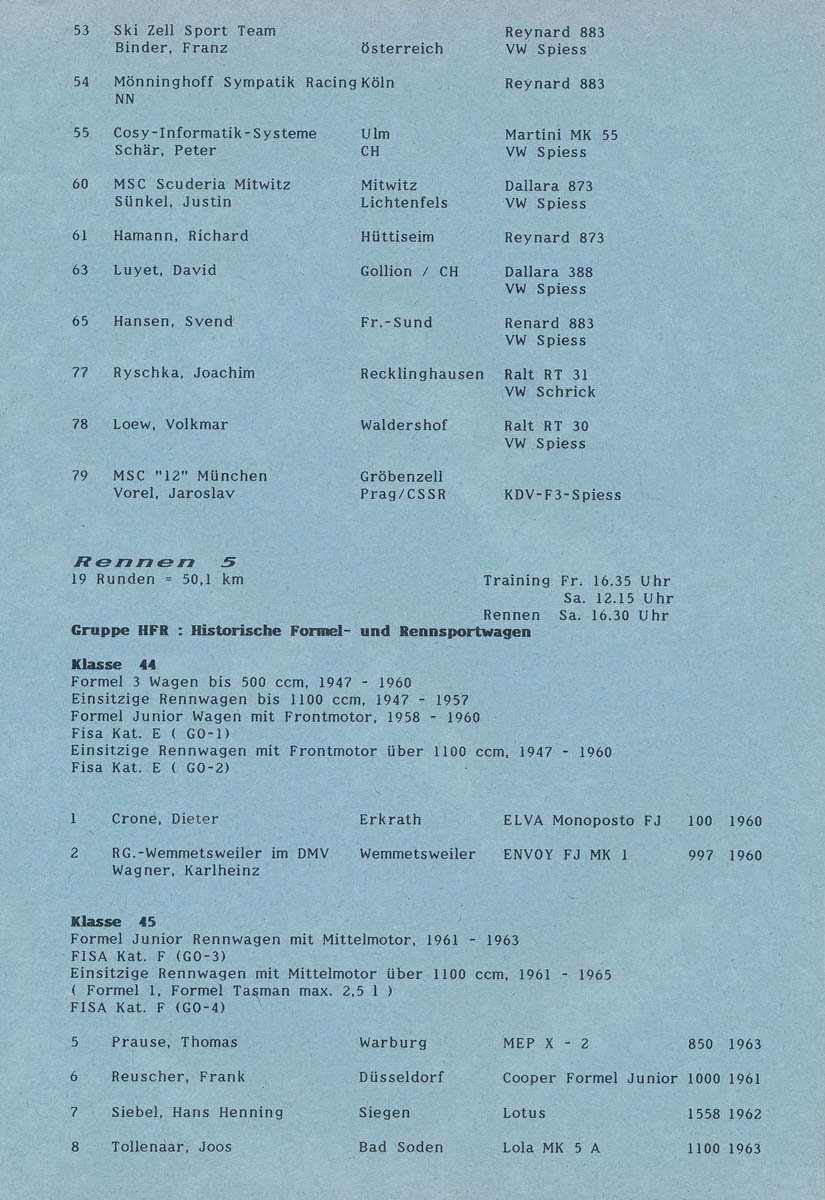 53 Ski Zell Sport Team Reynard 883
Binder, Franz österreich VW Spiess
54 Mönninghoff Sympatik Racing Köln Reynard 883
NN
55 Cosy-Informatik-Systeme Ulm Martini MK 55
Schär, Peter CH VW Spiess
60 MSC Scuderia Mitwitz Mitwitz Dallara 873
Sünkel, Justin Lichtenfels VW Spiess
61 Hamann, Richard Hüttiseim Reynard 873
63 Luyet, David Gollion / CH Dallara 388
VW Spiess
65 Hansen, Svend Fr.-Sund Renard 883
VW Spiess
77 Ryschka, Joachim Recklinghausen Ralt RT 31
VW Schrick
78 Loew, Volkmar Waldershof Ralt RT 30
VW Spiess
79 MSC "12" München Gröbenzell
Vorel, Jaroslav Prag/CSSR KDV-F3-Spiess
Rennen 5
19 Runden = 50,1 km Training Fr. 16.35 Uhr
Sa. 12.15 Uhr
Rennen Sa. 16.30 Uhr
Gruppe HFR : Historische Formel- und Rennsportwagen
Klasse 44
Formel 3 Wagen bis 500 ccm, 1947 - 1960
Einsitzige Rennwagen bis 1100 ccm, 1947 - 1957
Formel Junior Wagen mit Frontmotor, 1958 - 1960
Fisa Kat. E ( GO-1)
Einsitzige Rennwagen mit Frontmotor über 1100 ccm, 1947 - 1960
Fisa Kat. E ( GO-2)
1 Crone, Dieter Erkrath ELVA Monoposto FJ 100 1960
2 RG.-Wemmetsweiler im DMV Wemmetsweiler ENVOY FJ MK 1 997 1960
Wagner, Karlheinz
Klasse 45
Formel Junior Rennwagen mit Mittelmotor, 1961 - 1963
FISA Kat. F (GO-3)
Einsitzige Rennwagen mit Mittelmotor über 1100 ccm, 1961 - 1965
( Formel 1, Formel Tasman max. 2,5 l )
FISA Kat. F (GO-4)
5 Prause, Thomas Warburg MEP X - 2 850 1963
6 Reuscher, Frank Düsseldorf Cooper Formel Junior 1000 1961
7 Siebel, Hans Henning Siegen Lotus 1558 1962
8 Tollenaar, Joos Bad Soden Lola MK 5 A 1100 1963